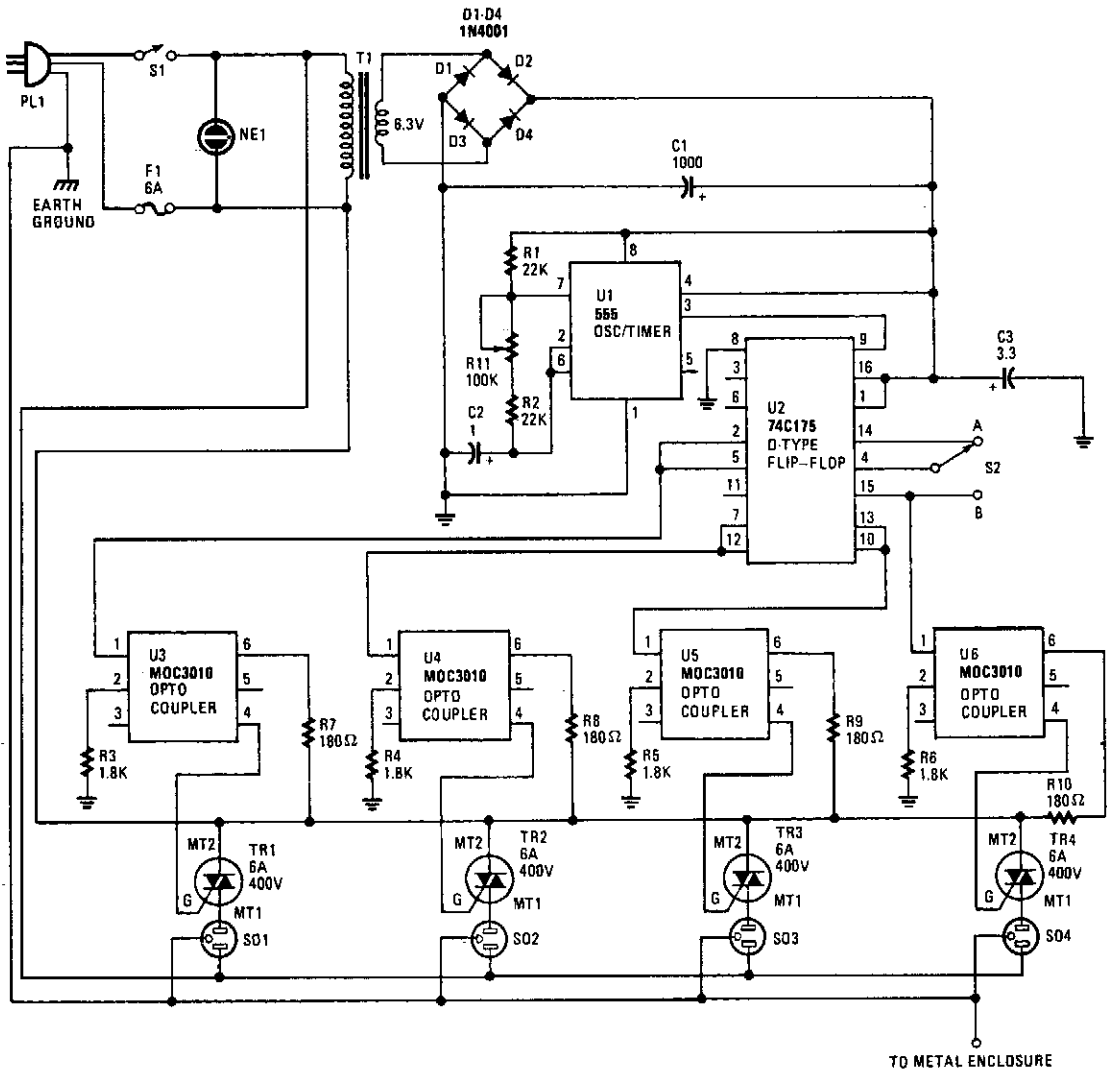 D1-D4
1N4001
T1
D1
D2
S1
PL1
6.3V
NE1
D3
D4
C1
1000
+
F1
6A
EARTH
GROUND
R1
22K
8
7
4
U1
555
OSC/TIMER
3
2
6
5
R11
100K
1
R2
22K
C2
1
+
8
9
C3
3.3
+
3
16
6
1
U2
74C175
D-TYPE
FLIP-FLOP
2
14
A
5
4
S2
11
15
B
7
13
12
10
1
6
U3
MOC3010
OPTO
COUPLER
2
5
3
4
R7
180Ω
R3
1.8K
1
6
U4
MOC3010
OPTO
COUPLER
2
5
3
4
R8
180Ω
R4
1.8K
1
6
U5
MOC3010
OPTO
COUPLER
2
5
3
4
R9
180Ω
R5
1.8K
1
6
U6
MOC3010
OPTO
COUPLER
2
5
3
4
R6
1.8K
R10
180Ω
MT2
TR1
6A
400V
G
MT1
SO1
MT2
TR2
6A
400V
G
MT1
SO2
MT2
TR3
6A
400V
G
MT1
SO3
MT2
TR4
6A
400V
G
MT1
SO4
TO METAL ENCLOSURE